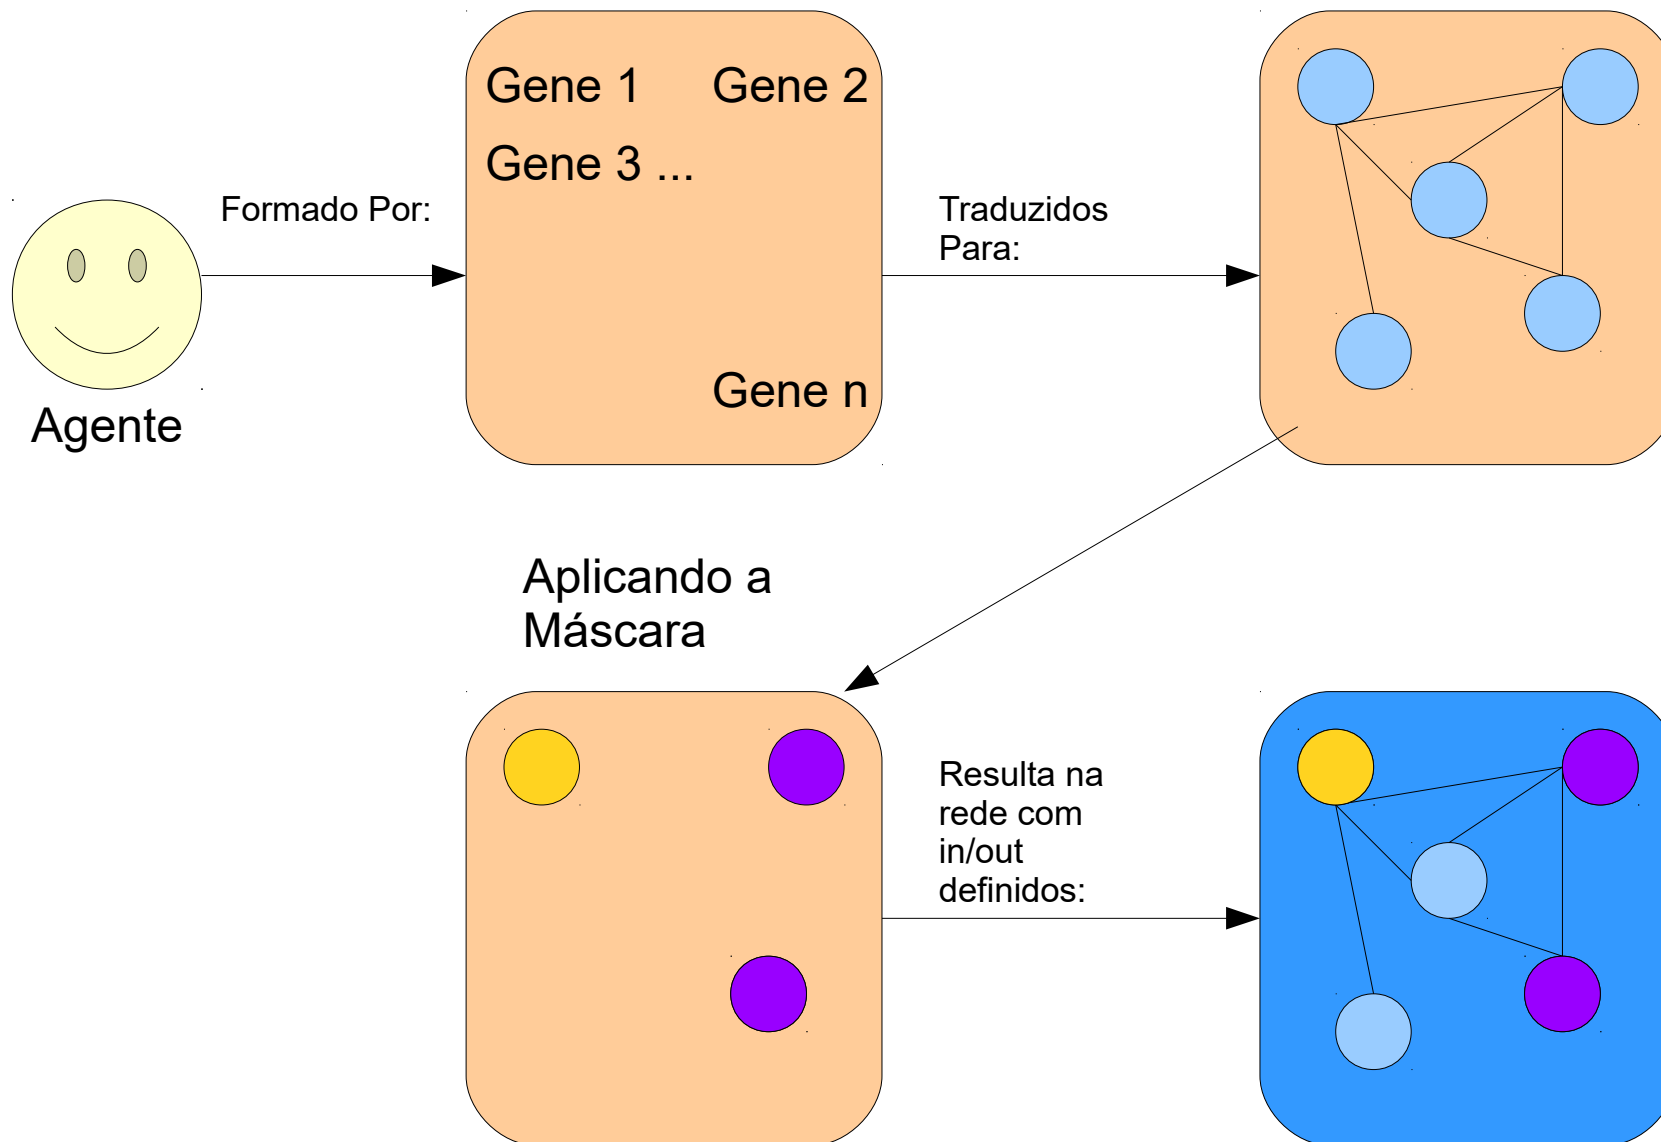 Gene 1 Gene 2
Gene 3 ...
Gene n
Formado Por:
Agente
Traduzidos
Para:
Aplicando a
Máscara
Resulta na
rede com
in/out
definidos: